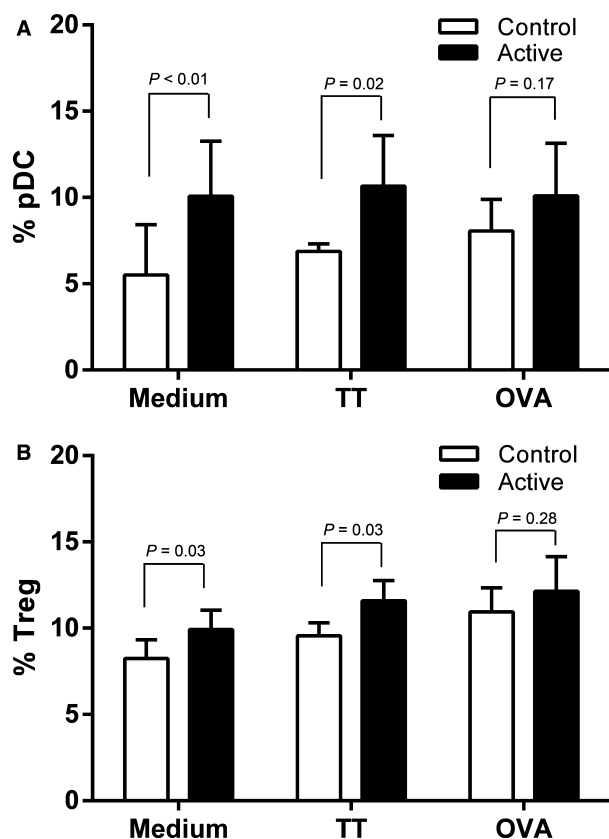 A
20
Control
Active
P < 0.01
P = 0.02
P = 0.17
15
10
5
0
% pDC
Medium
TT
OVA
B
20
Control
Active
P = 0.03
P = 0.03
P = 0.28
15
10
5
0
% Treg
Medium
TT
OVA